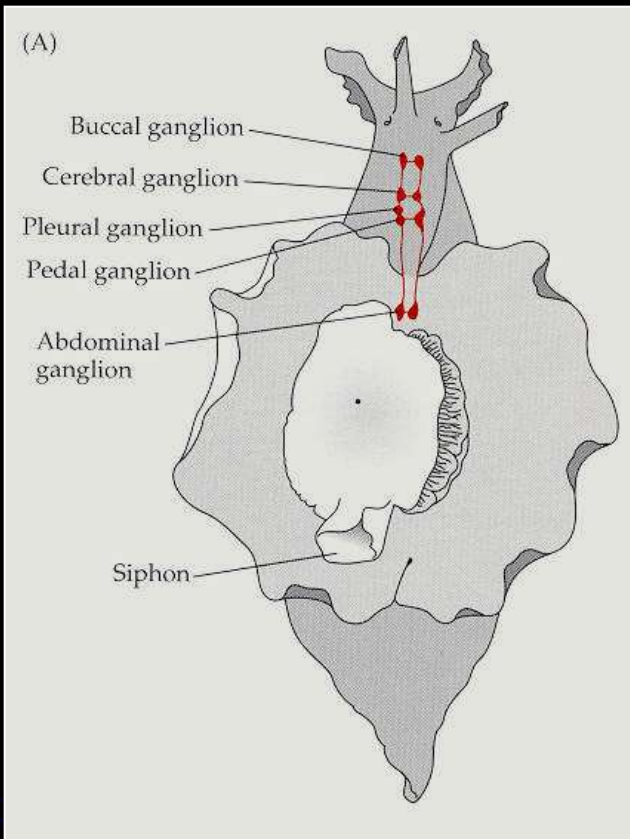 (A)
Buccal ganglion
Cerebral ganglion
Pleural ganglion
Pedal ganglion
Abdominal
ganglion
Siphon